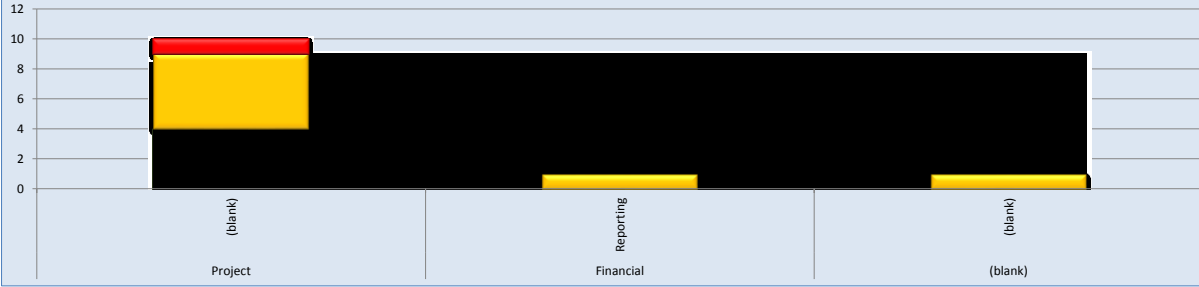 12
10
8
6
4
2
0
(blank)
Reporting
(blank)
Project
Financial
(blank)